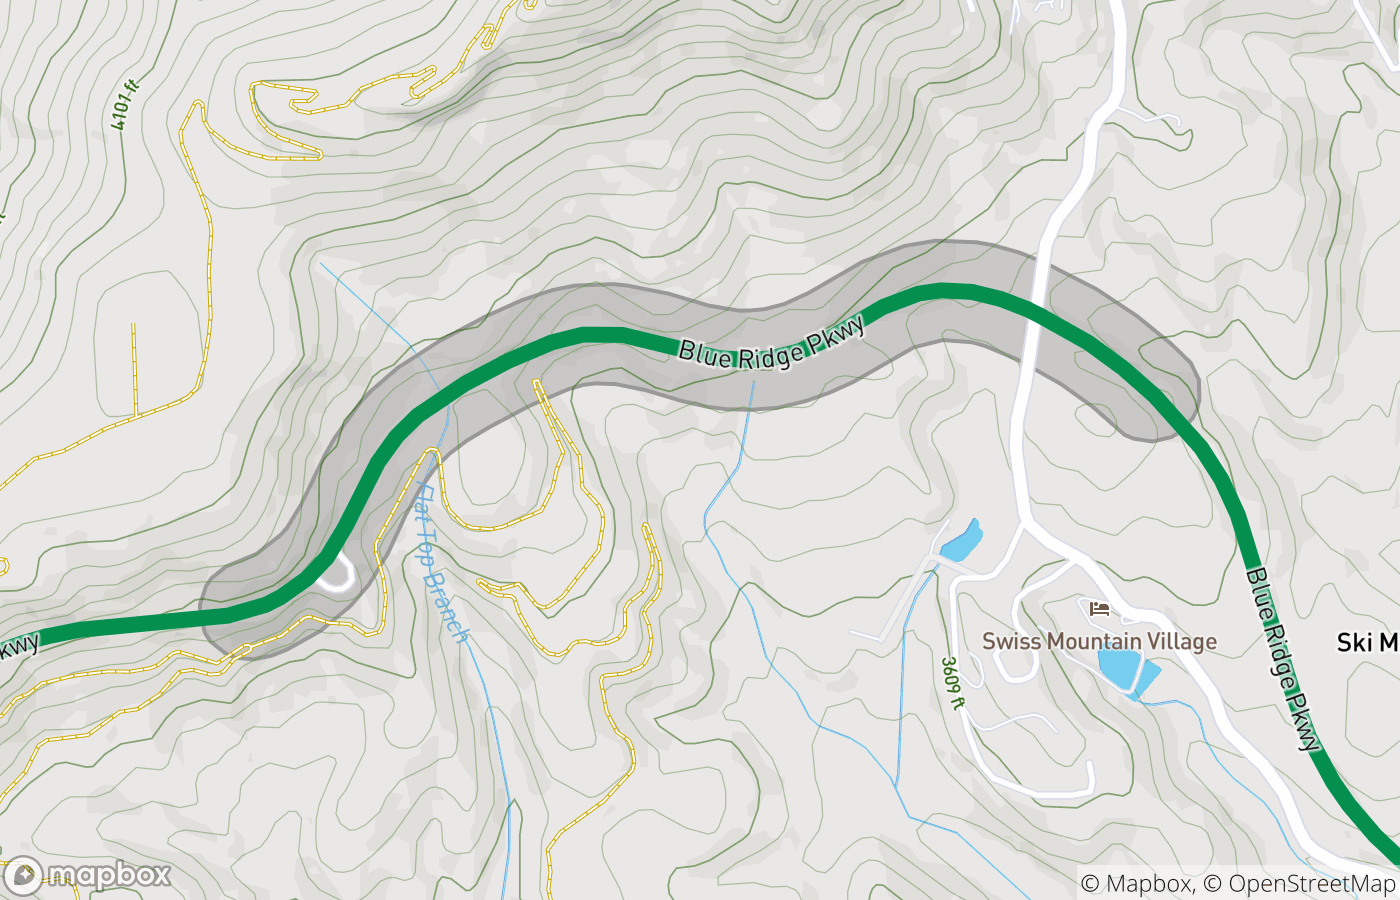 4101 ft
Blue Ridge Pkwy
Flat Top Branch
Blue Ridge Pkwy
Swiss Mountain Village
Ski M
kwy
3609 ft
mapbox
© Mapbox, © OpenStreetMap